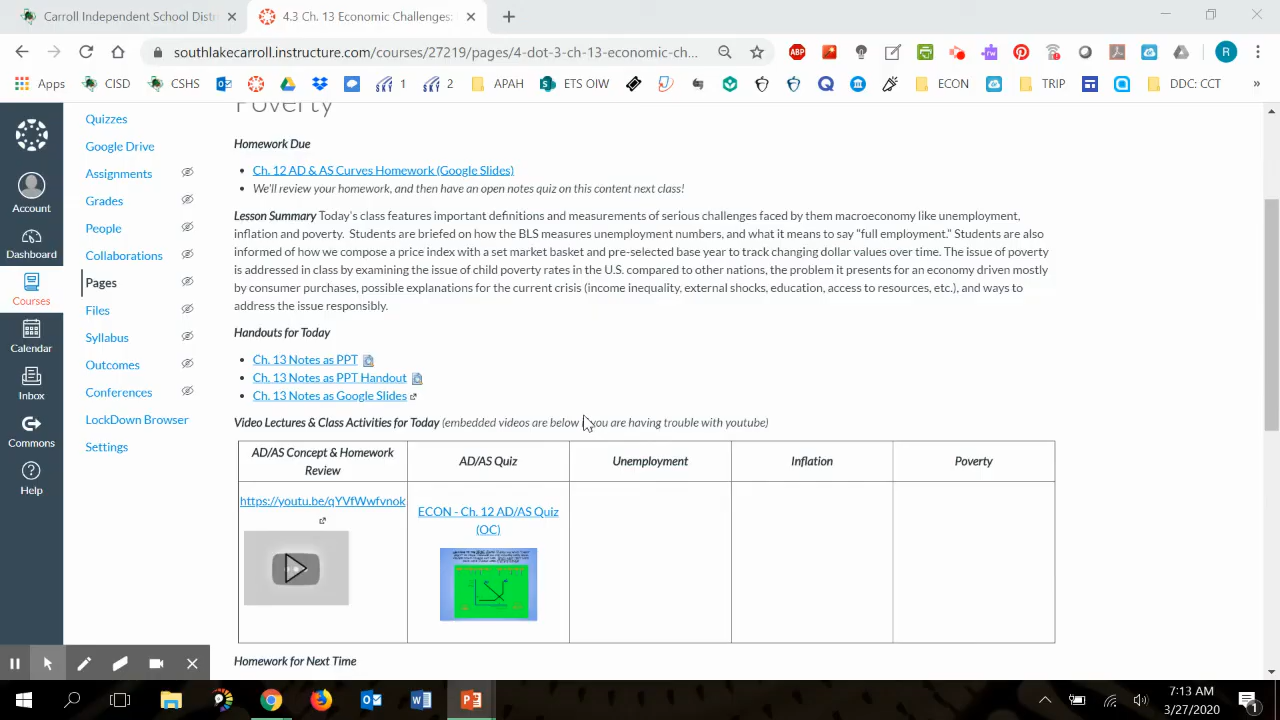 Carroll Independent School Distri
4.3 Ch. 13 Economic Challenges:
southlakecarroll.instructure.com/courses/27219/pages/4-dot-3-ch-13-economic-ch...
ABP
R
Apps
CISD
CSHS
1
2
APAH
ETS OIW
ECON
TRIP
DDC: CCT
»
Account
Dashboard
Courses
Calendar
Inbox
Commons
Help
Quizzes
Google Drive
Assignments
Grades
People
Collaborations
Pages
Files
Syllabus
Outcomes
Conferences
LockDown Browser
Settings
Poverty
Homework Due
• Ch. 12 AD & AS Curves Homework (Google Slides)
• We'll review your homework, and then have an open notes quiz on this content next class!
Lesson Summary Today's class features important definitions and measurements of serious challenges faced by them macroeconomy like unemployment,
inflation and poverty. Students are briefed on how the BLS measures unemployment numbers, and what it means to say "full employment." Students are also
informed of how we compose a price index with a set market basket and pre-selected base year to track changing dollar values over time. The issue of poverty
is addressed in class by examining the issue of child poverty rates in the U.S. compared to other nations, the problem it presents for an economy driven mostly
by consumer purchases, possible explanations for the current crisis (income inequality, external shocks, education, access to resources, etc.), and ways to
address the issue responsibly.
Handouts for Today
• Ch. 13 Notes as PPT
• Ch. 13 Notes as PPT Handout
• Ch. 13 Notes as Google Slides
Video Lectures & Class Activities for Today (embedded videos are below if you are having trouble with youtube)
AD/AS Concept & Homework
Review
AD/AS Quiz
Unemployment
Inflation
Poverty
https://youtu.be/qYVfWwfvnok
ECON - Ch. 12 AD/AS Quiz
(OC)
Homework for Next Time
7:13 AM
3/27/2020
1